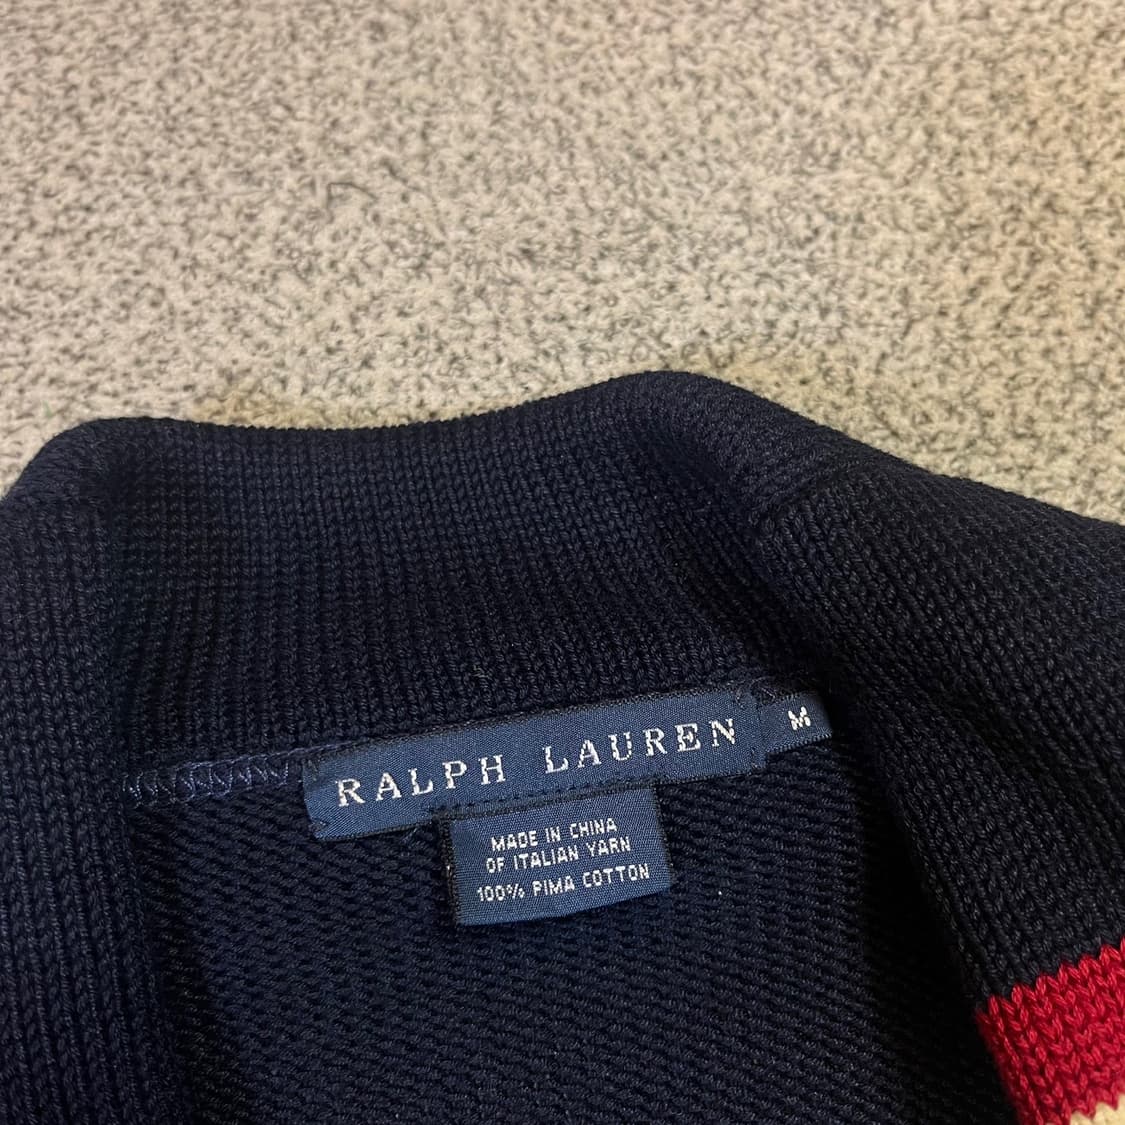 RALPH LAUREN M
MADE IN CHINA
OF ITALIAN YARN
100% PIMA COTTON